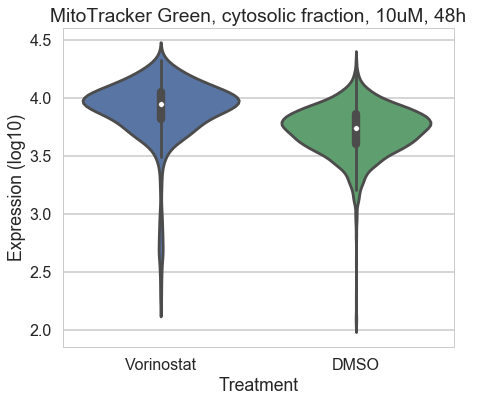 MitoTracker Green, cytosolic fraction, 10uM, 48h
4.5
4.0
3.5
3.0
2.5
2.0
Expression (log10)
Vorinostat DMSO
Treatment